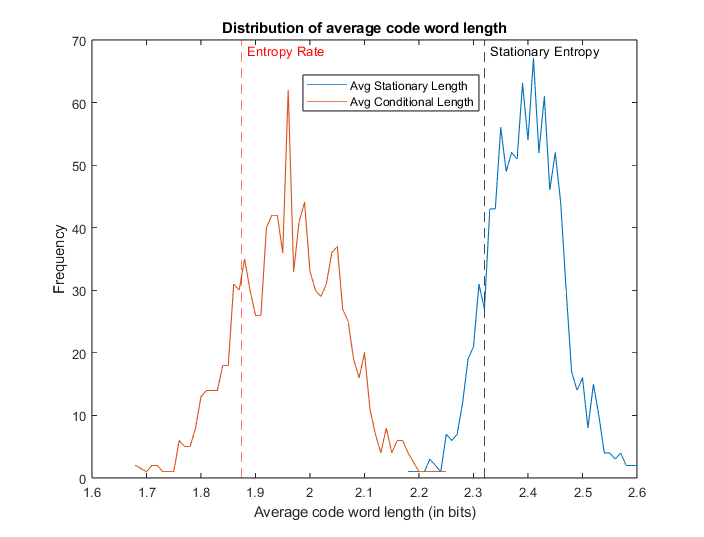 Distribution of average code word length
Entropy Rate
Stationary Entropy
Avg Stationary Length
Avg Conditional Length
Frequency
70
60
50
40
30
20
10
0
1.6 1.7 1.8 1.9 2 2.1 2.2 2.3 2.4 2.5 2.6
Average code word length (in bits)